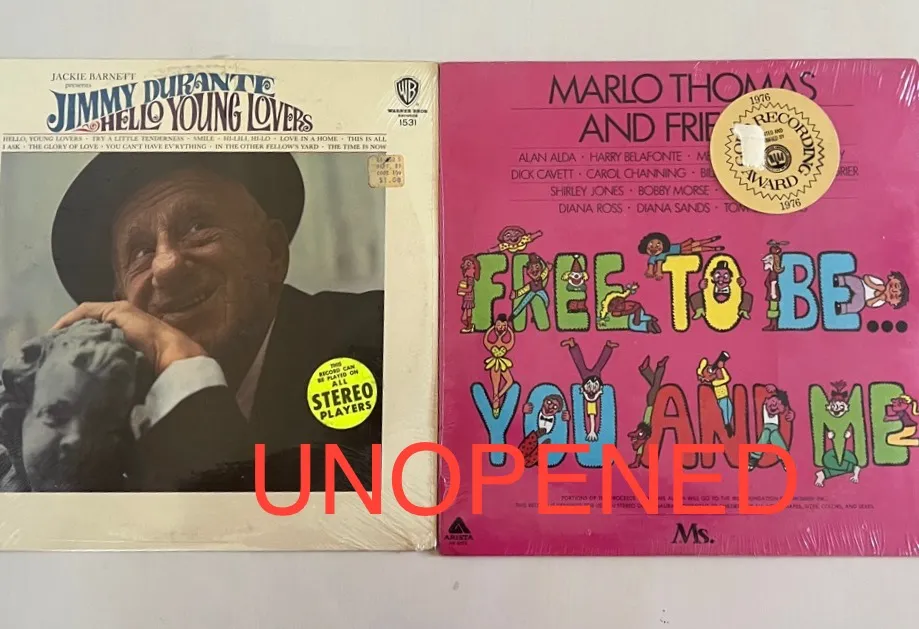 JACKIE BARNETT
presents
JIMMY DURANTE
HELLO YOUNG LOVERS
WB
WARNER BROS
RECORDS
1531
HELLO, YOUNG LOVERS · TRY A LITTLE TENDERNESS · SMILE · HI-LILI, HI-LO · LOVE IN A HOME · THIS IS ALL
I ASK · THE GLORY OF LOVE · YOU CAN'T HAVE EV'RYTHING · IN THE OTHER FELLOW'S YARD · THE TIME IS NOW
$1.00
THIS
RECORD CAN
BE PLAYED ON
ALL
STEREO
PLAYERS
MARLO THOMAS
AND
ALAN ALDA · HARRY BELAFONTE ·
DICK CAVETT · CAROL CHANNING ·
SHIRLEY JONES · BOBBY MORSE ·
DIANA ROSS · DIANA SANDS ·
1976
RECORDING
AWARD
1976
FREE TO BE...
YOU AND ME
UNOPENED
ARISTA
Ms.